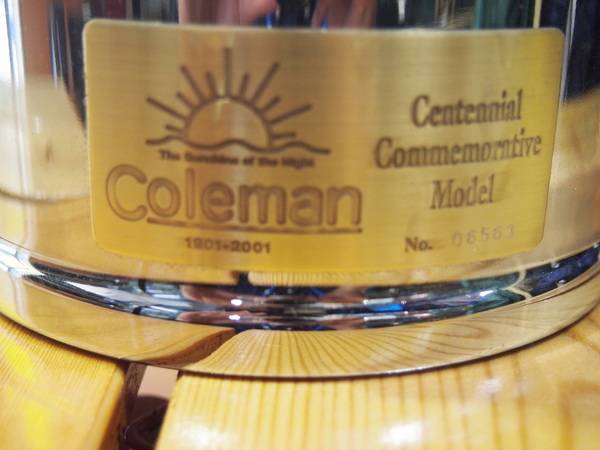 The Sunshine of the Night
Coleman
1901-2001
Centennial
Commemorative
Model
No. 06563